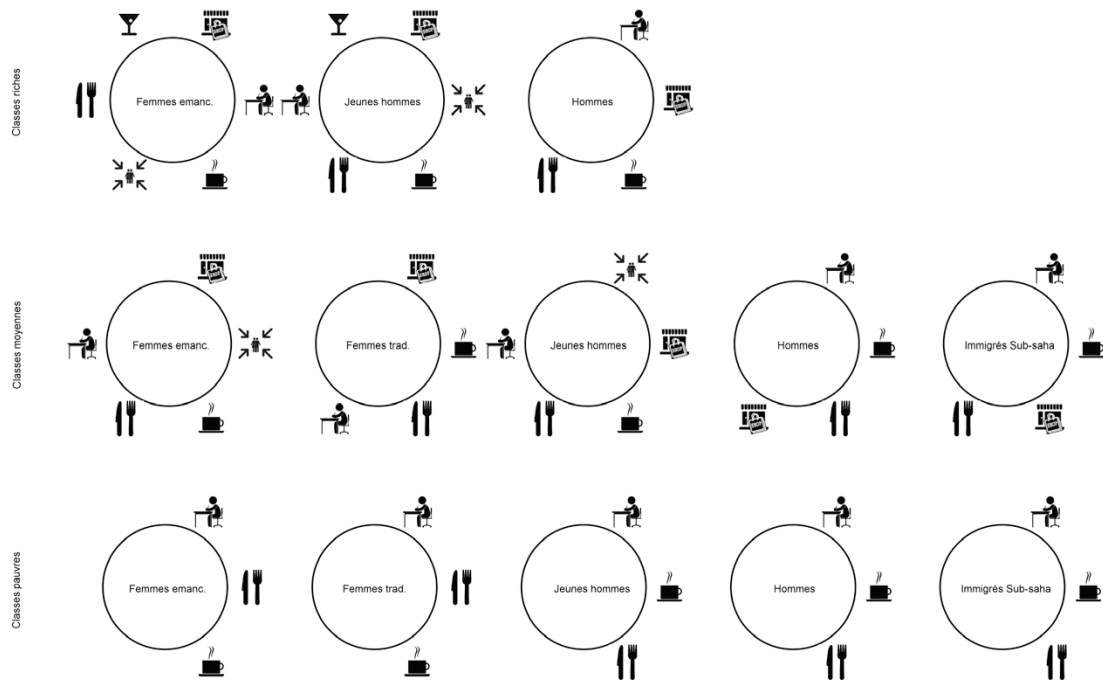 Classes riches
Femmes emanc.
Jeunes hommes
Hommes
Classes moyennes
Femmes emanc.
Femmes trad.
Jeunes hommes
Hommes
Immigrés Sub-saha
Classes pauvres
Femmes emanc.
Femmes trad.
Jeunes hommes
Hommes
Immigrés Sub-saha